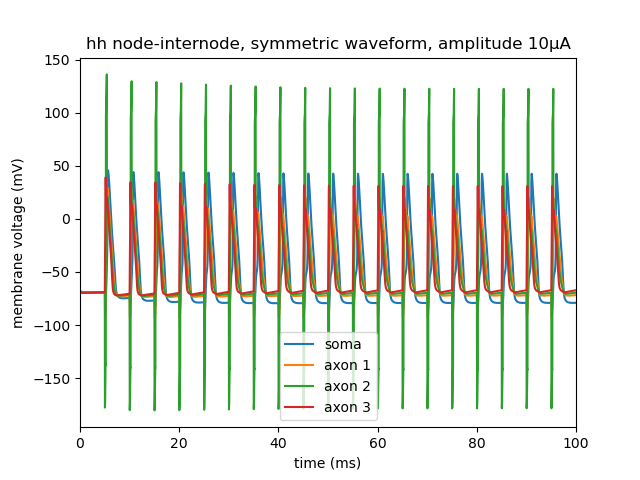 hh node-internode, symmetric waveform, amplitude 10μA
membrane voltage (mV)
150
100
50
0
−50
−100
−150
soma
axon 1
axon 2
axon 3
0 20 40 60 80 100
time (ms)